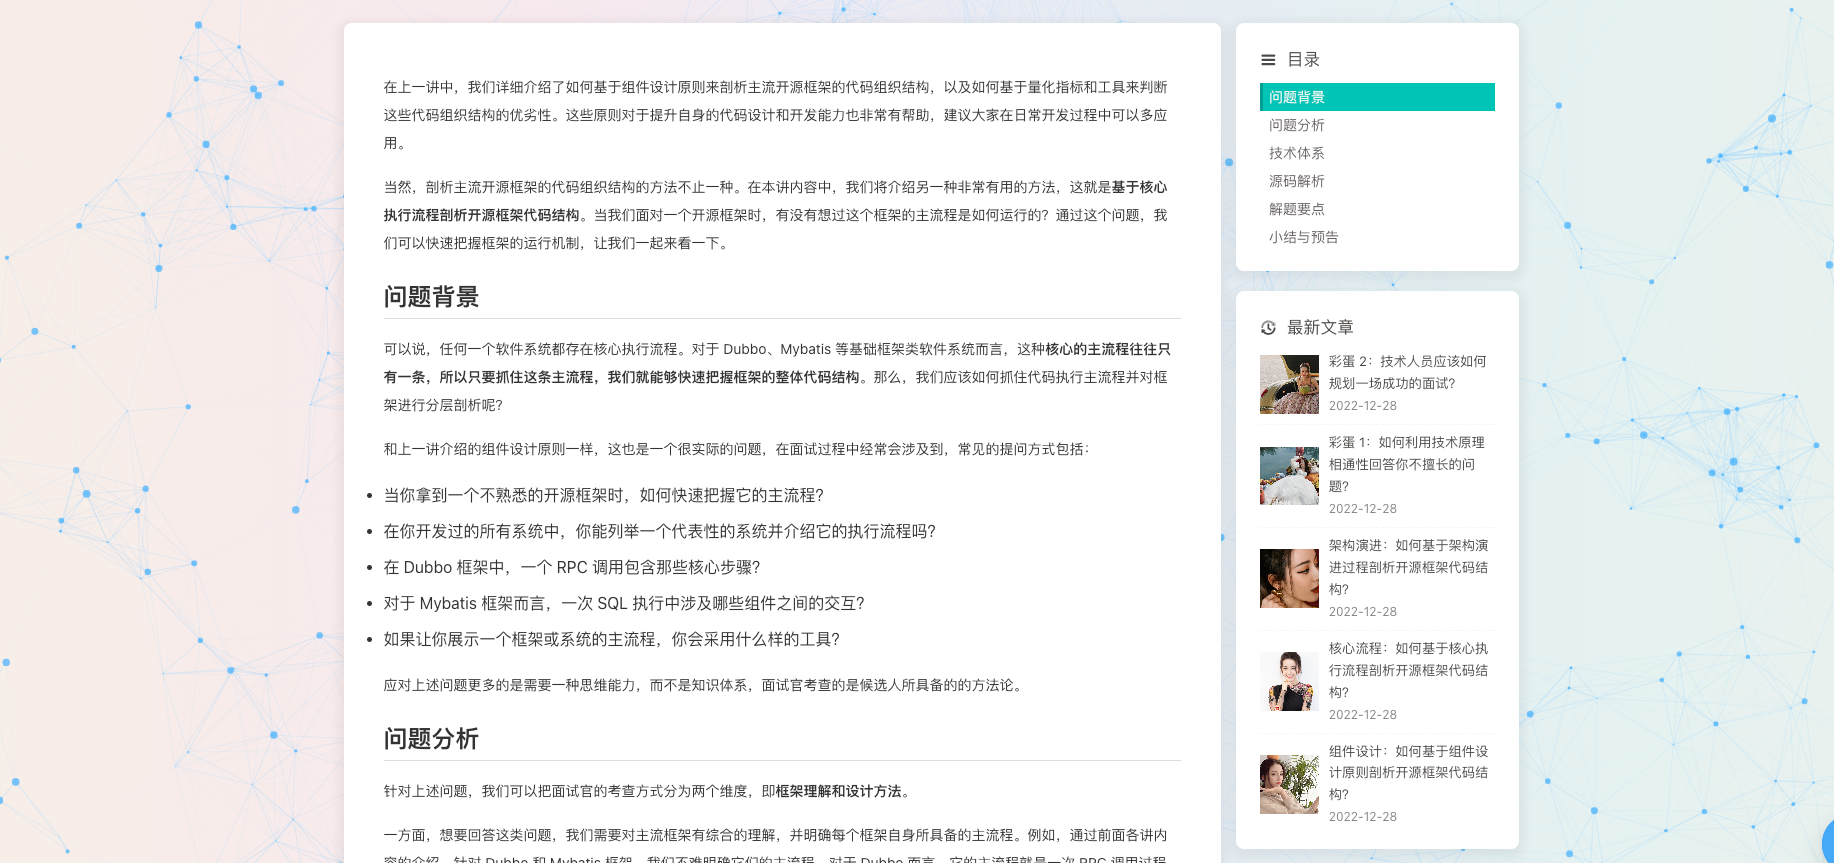 在上一讲中，我们详细介绍了如何基于组件设计原则来剖析主流开源框架的代码组织结构，以及如何基于量化指标和工具来判断
这些代码组织结构的优劣性。这些原则对于提升自身的代码设计和开发能力也非常有帮助，建议大家在日常开发过程中可以多应
用。
当然，剖析主流开源框架的代码组织结构的方法不止一种。在本讲内容中，我们将介绍另一种非常有用的方法，这就是基于核心
执行流程剖析开源框架代码结构。当我们面对一个开源框架时，有没有想过这个框架的主流程是如何运行的？通过这个问题，我
们可以快速把握框架的运行机制，让我们一起来看一下。
问题背景
可以说，任何一个软件系统都存在核心执行流程。对于 Dubbo、Mybatis 等基础框架类软件系统而言，这种核心的主流程往往只
有一条，所以只要抓住这条主流程，我们就能够快速把握框架的整体代码结构。那么，我们应该如何抓住代码执行主流程并对框
架进行分层剖析呢？
和上一讲介绍的组件设计原则一样，这也是一个很实际的问题，在面试过程中经常会涉及到，常见的提问方式包括：
• 当你拿到一个不熟悉的开源框架时，如何快速把握它的主流程？
• 在你开发过的所有系统中，你能列举一个代表性的系统并介绍它的执行流程吗？
• 在 Dubbo 框架中，一个 RPC 调用包含那些核心步骤？
• 对于 Mybatis 框架而言，一次 SQL 执行中涉及哪些组件之间的交互？
• 如果让你展示一个框架或系统的主流程，你会采用什么样的工具？
应对上述问题更多的是需要一种思维能力，而不是知识体系，面试官考查的是候选人所具备的的方法论。
问题分析
针对上述问题，我们可以把面试官的考查方式分为两个维度，即框架理解和设计方法。
一方面，想要回答这类问题，我们需要对主流框架有综合的理解，并明确每个框架自身所具备的主流程。例如，通过前面各讲内
容的介绍，针对 Dubbo 和 Mybatis 框架，我们不难明确它们的主流程。对于 Dubbo 而言，它的主流程就是一次 RPC 调用过程
目录
问题背景
问题分析
技术体系
源码解析
解题要点
小结与预告
最新文章
彩蛋 2：技术人员应该如何
规划一场成功的面试？
2022-12-28
彩蛋 1：如何利用技术原理
相通性回答你不擅长的问
题？
2022-12-28
架构演进：如何基于架构演
进过程剖析开源框架代码结
构？
2022-12-28
核心流程：如何基于核心执
行流程剖析开源框架代码结
构？
2022-12-28
组件设计：如何基于组件设
计原则剖析开源框架代码结
构？
2022-12-28